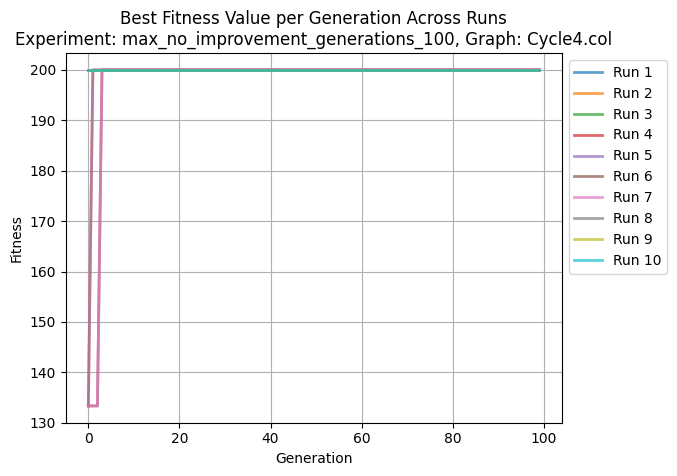 Best Fitness Value per Generation Across Runs
Experiment: max_no_improvement_generations_100, Graph: Cycle4.col
200
190
180
170
160
150
140
130
Fitness
0
20
40
60
80
100
Generation
Run 1
Run 2
Run 3
Run 4
Run 5
Run 6
Run 7
Run 8
Run 9
Run 10